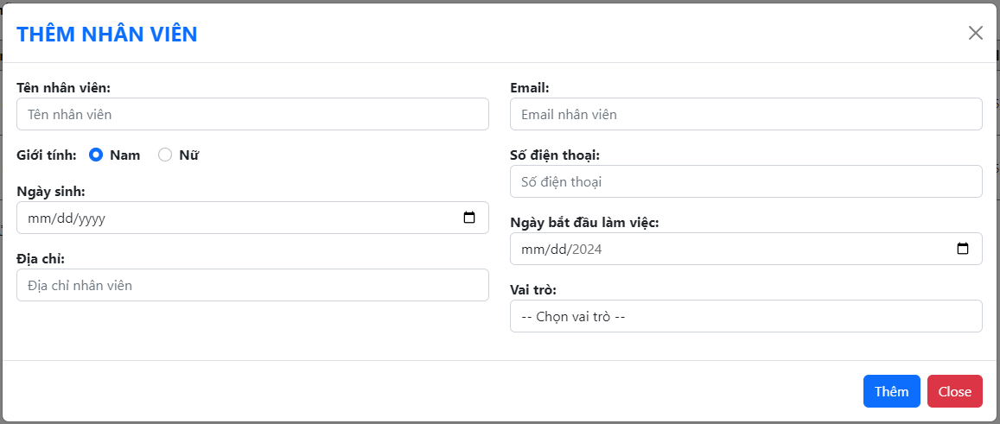 THÊM NHÂN VIÊN
Tên nhân viên:
Tên nhân viên
Giới tính: Nam Nữ
Ngày sinh:
mm/dd/yyyy
Địa chỉ:
Địa chỉ nhân viên
Email:
Email nhân viên
Số điện thoại:
Số điện thoại
Ngày bắt đầu làm việc:
mm/dd/2024
Vai trò:
-- Chọn vai trò --
Thêm Close